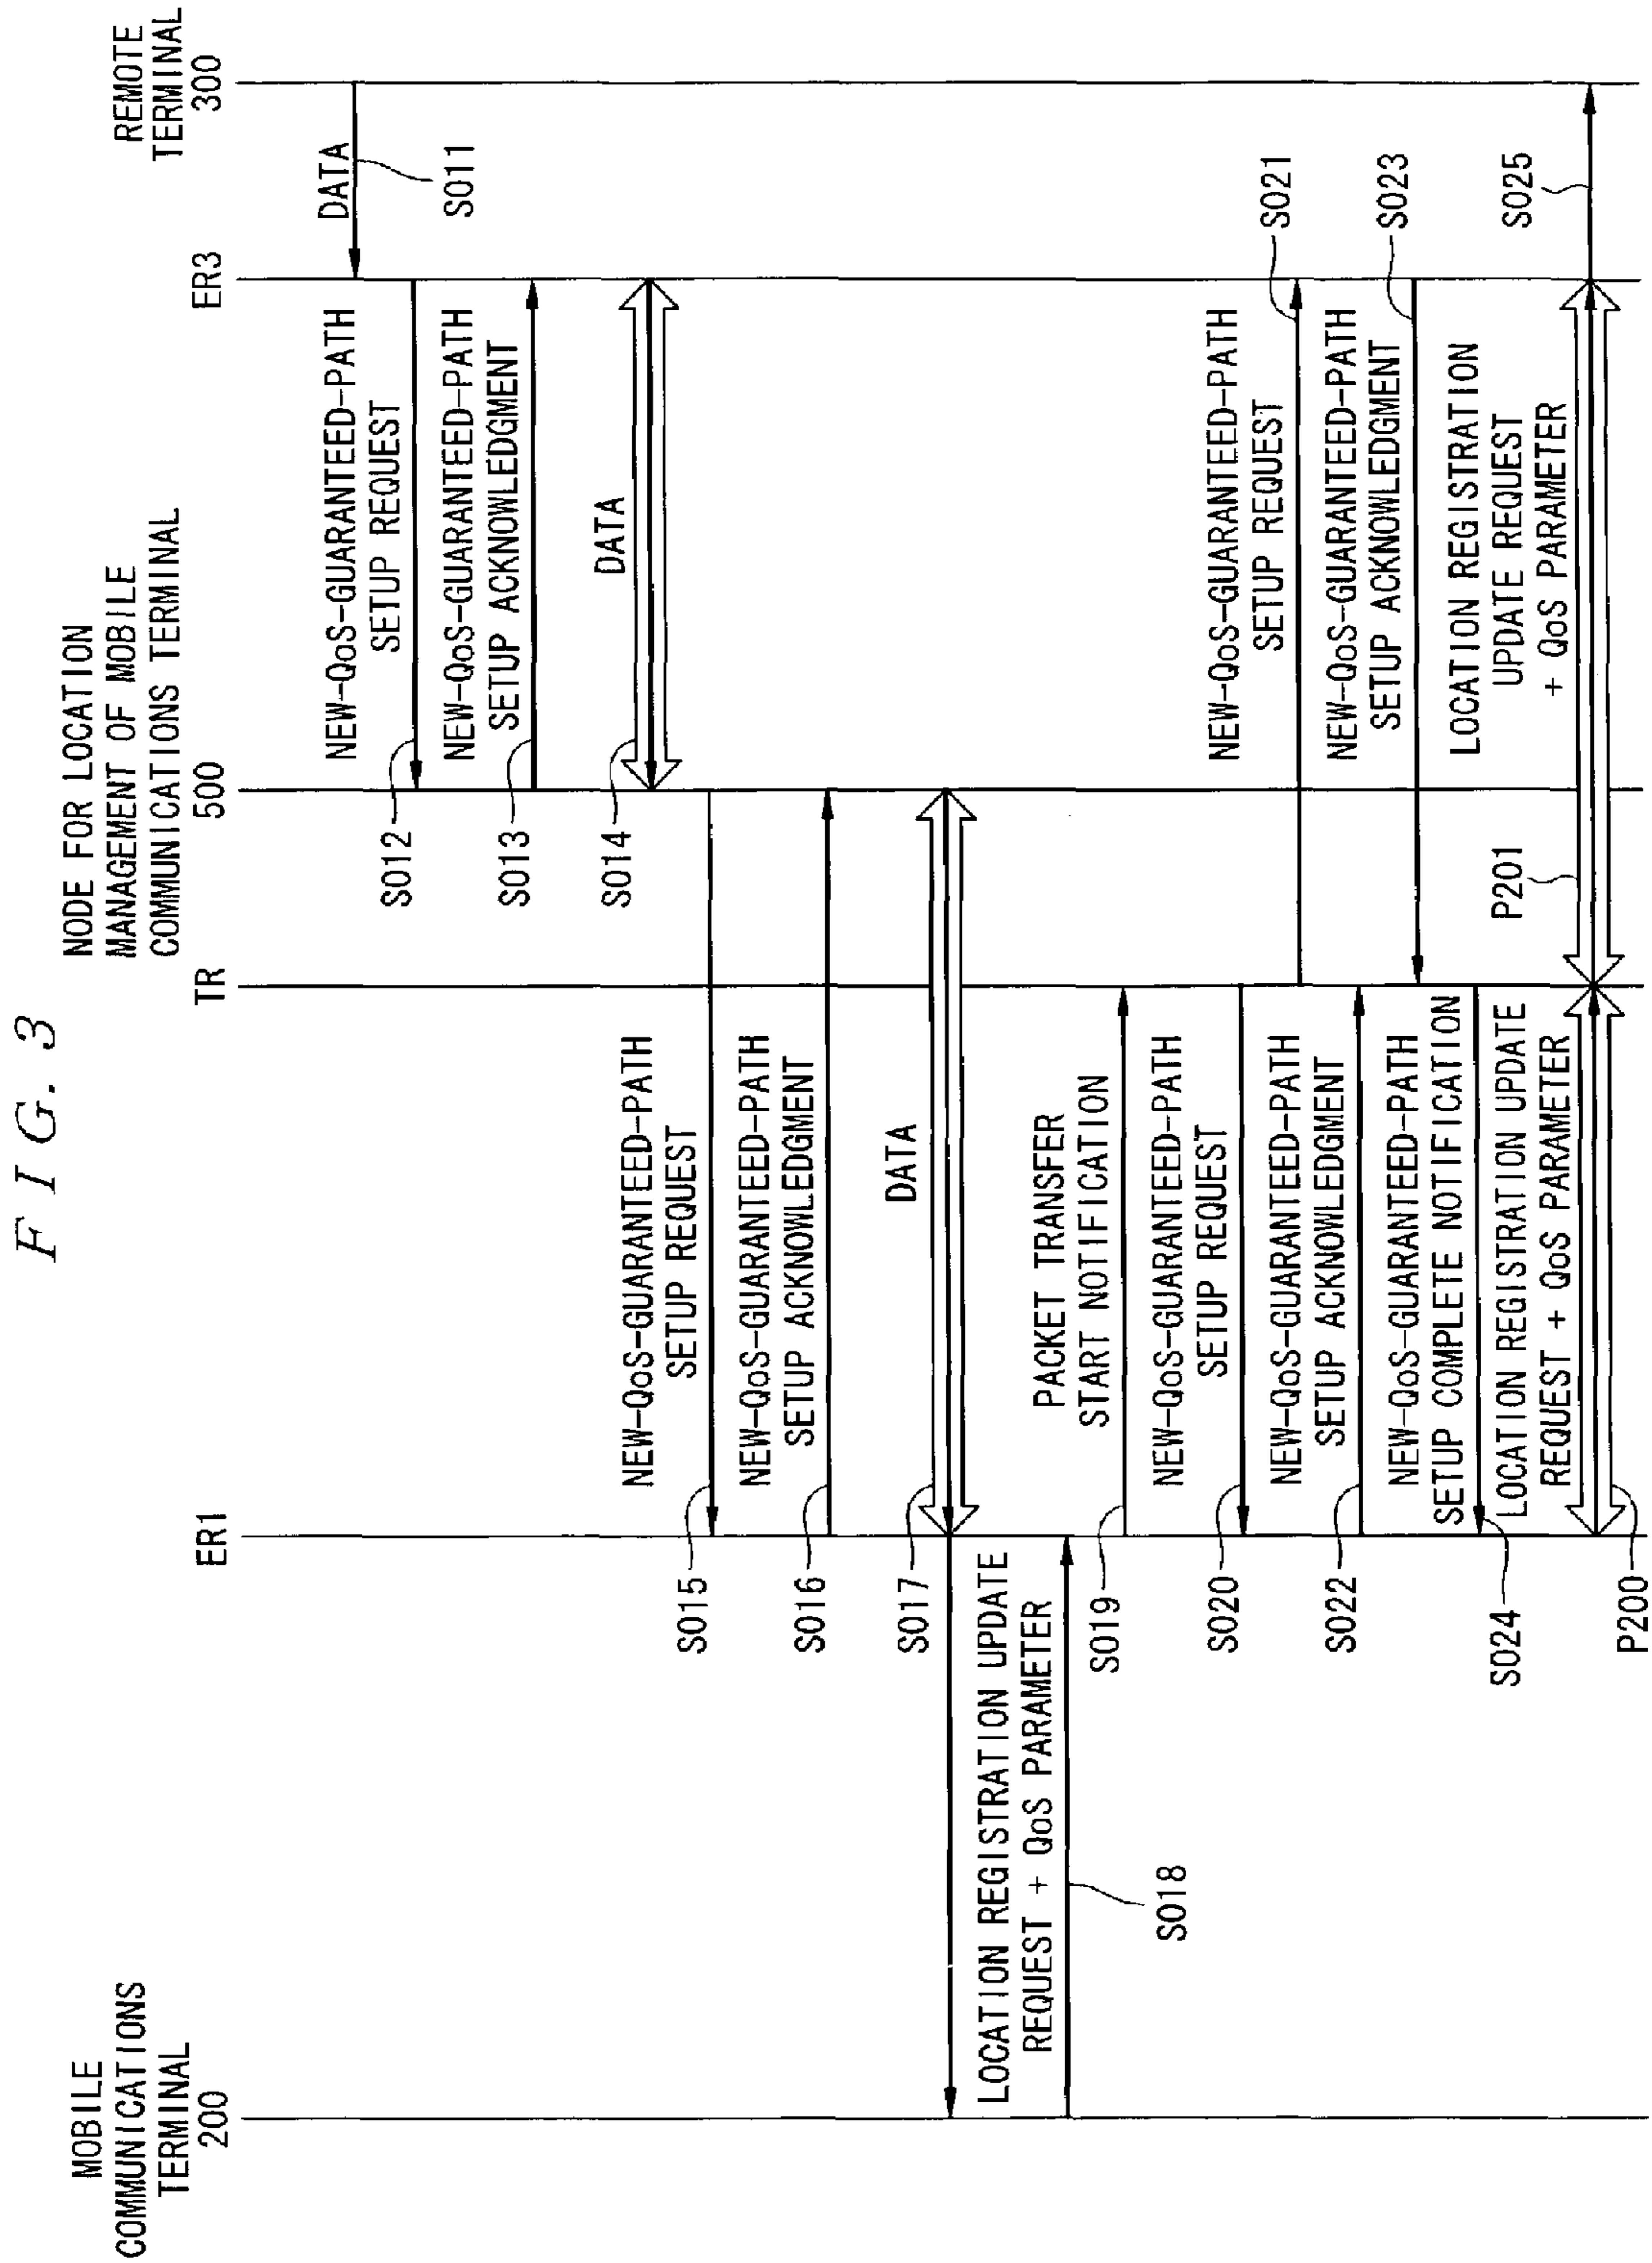 FIG. 3
MOBILE
COMMUNICATIONS
TERMINAL
200
ER1
TR
NODE FOR LOCATION
MANAGEMENT OF MOBILE
COMMUNICATIONS TERMINAL
500
ER3
REMOTE
TERMINAL
300
DATA
S011
NEW-QoS-GUARANTEED-PATH
SETUP REQUEST
S012
NEW-QoS-GUARANTEED-PATH
SETUP ACKNOWLEDGMENT
S013
DATA
S014
NEW-QoS-GUARANTEED-PATH
SETUP REQUEST
S015
NEW-QoS-GUARANTEED-PATH
SETUP ACKNOWLEDGMENT
S016
DATA
S017
LOCATION REGISTRATION UPDATE
REQUEST + QoS PARAMETER
S018
PACKET TRANSFER
START NOTIFICATION
S019
NEW-QoS-GUARANTEED-PATH
SETUP REQUEST
S020
NEW-QoS-GUARANTEED-PATH
SETUP REQUEST
S021
NEW-QoS-GUARANTEED-PATH
SETUP ACKNOWLEDGMENT
S022
NEW-QoS-GUARANTEED-PATH
SETUP ACKNOWLEDGMENT
S023
NEW-QoS-GUARANTEED-PATH
SETUP COMPLETE NOTIFICATION
S024
LOCATION REGISTRATION UPDATE
REQUEST + QoS PARAMETER
P200
LOCATION REGISTRATION
UPDATE REQUEST
+ QoS PARAMETER
P201
S025